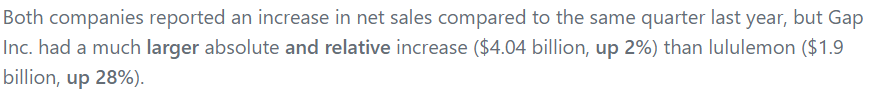 Both companies reported an increase in net sales compared to the same quarter last year, but Gap
Inc. had a much larger absolute and relative increase ($4.04 billion, up 2%) than lululemon ($1.9
billion, up 28%).